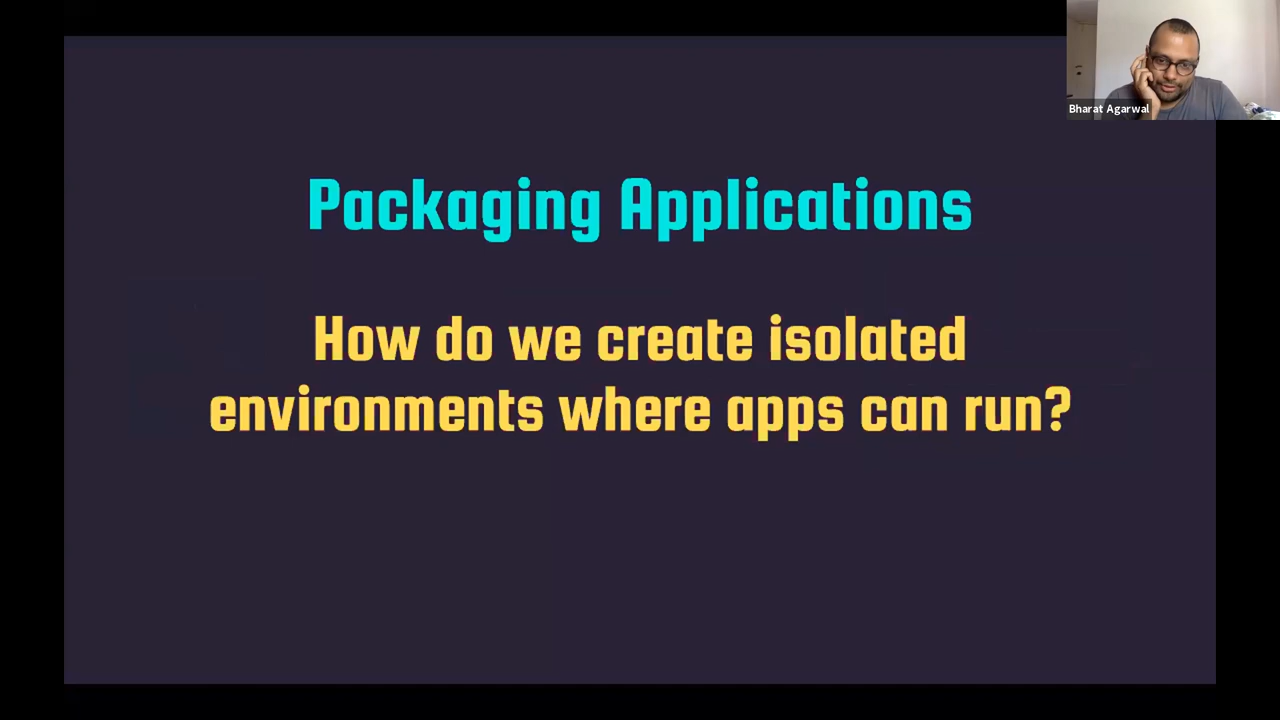 Bharat Agarwal
Packaging Applications
How do we create isolated
environments where apps can run?